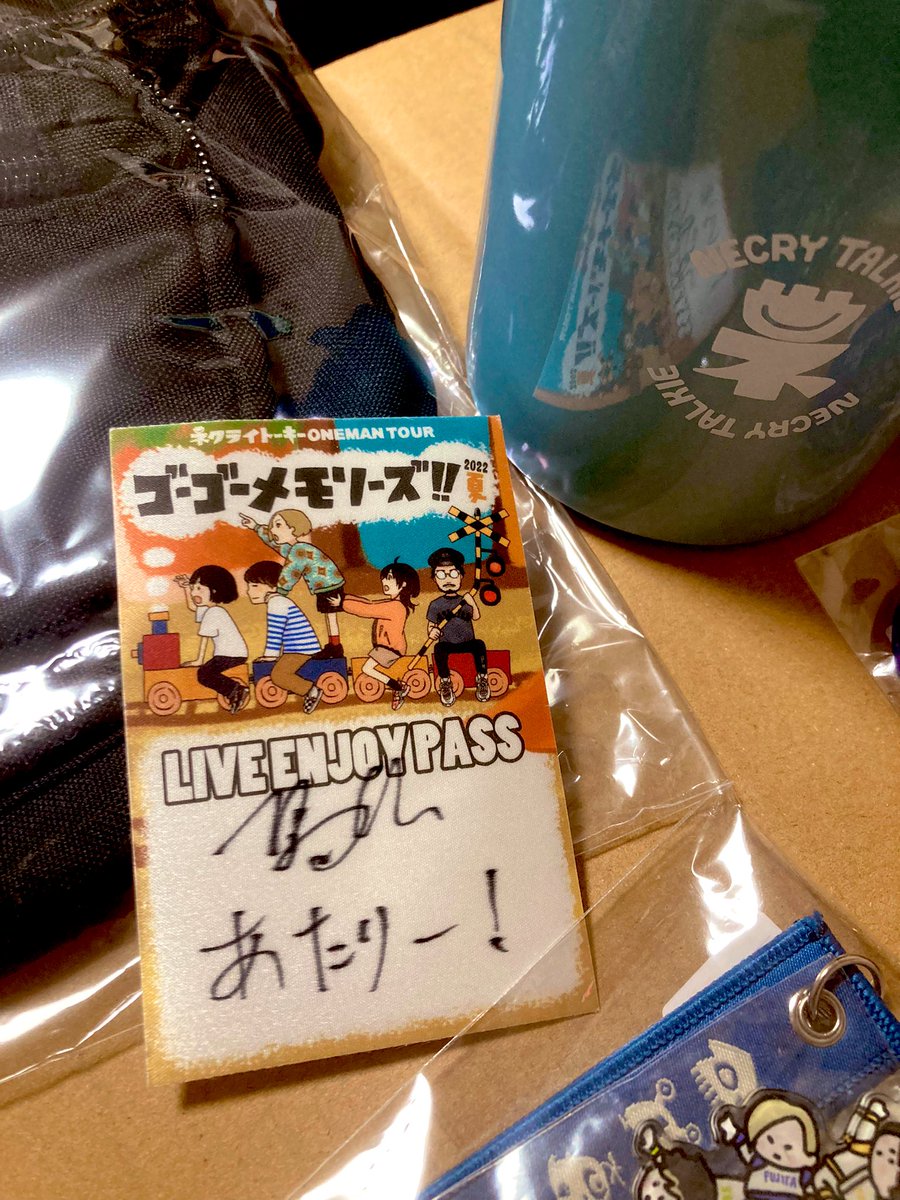 ネクライトーキーONEMAN TOUR
ゴーゴーメモリーズ!!
2022
夏
LIVE ENJOY PASS
あたりー!
NECRY TALKIE
NECRY TALKIE
FUJITA